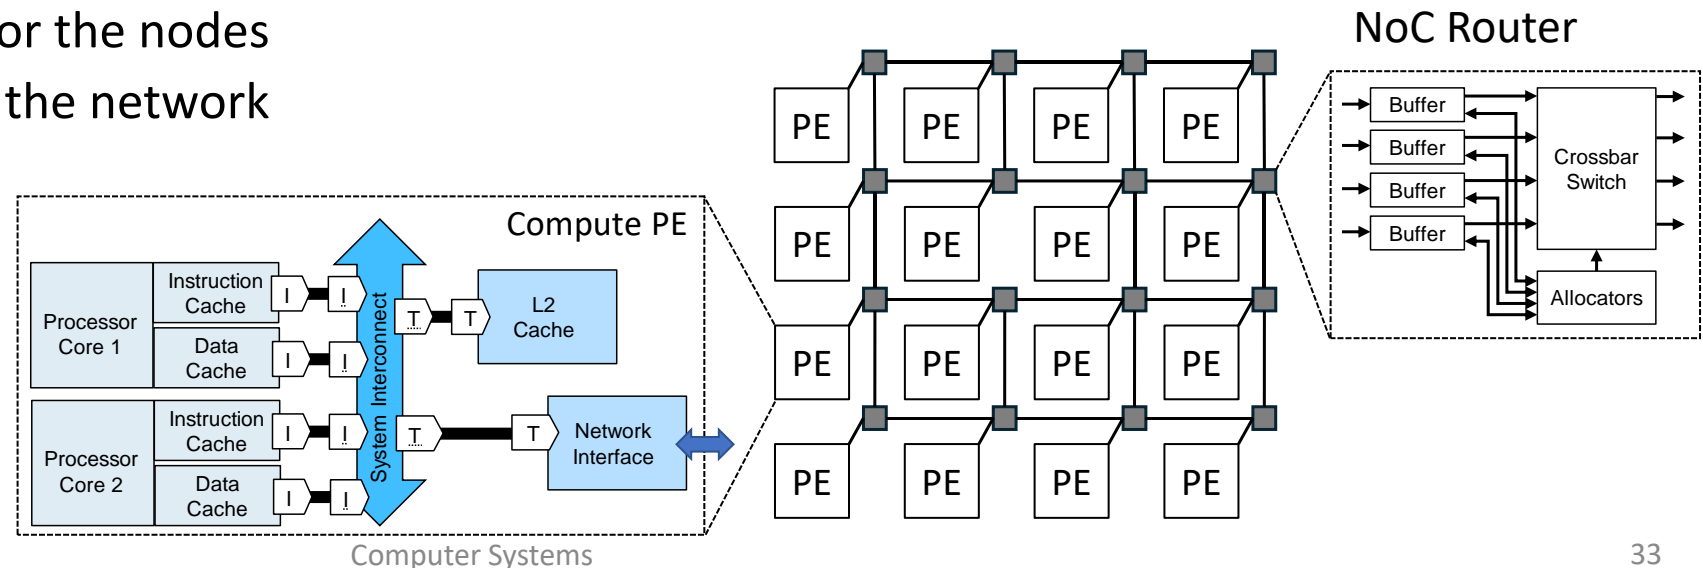 or the nodes
the network
NoC Router
Compute PE
Processor
Core 1
Instruction
Cache
Data
Cache
I I
I I
Processor
Core 2
Instruction
Cache
Data
Cache
I I
I I
System Interconnect
T T
L2
Cache
T T
Network
Interface
PE PE PE PE
PE PE PE PE
PE PE PE PE
PE PE PE PE
Buffer
Buffer
Buffer
Buffer
Crossbar
Switch
Allocators
Computer Systems
33